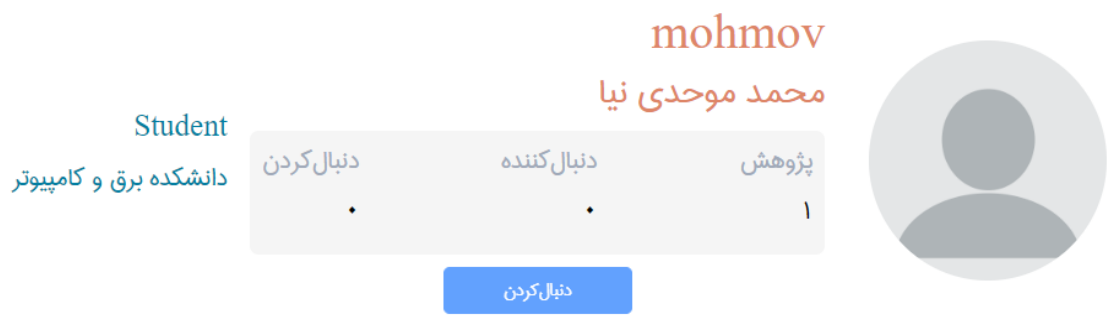 mohmov
محمد موحدی نیا
پژوهش دنبال‌کننده دنبال‌کردن
۱ ۰ ۰
دنبال‌کردن
Student
دانشکده برق و کامپیوتر